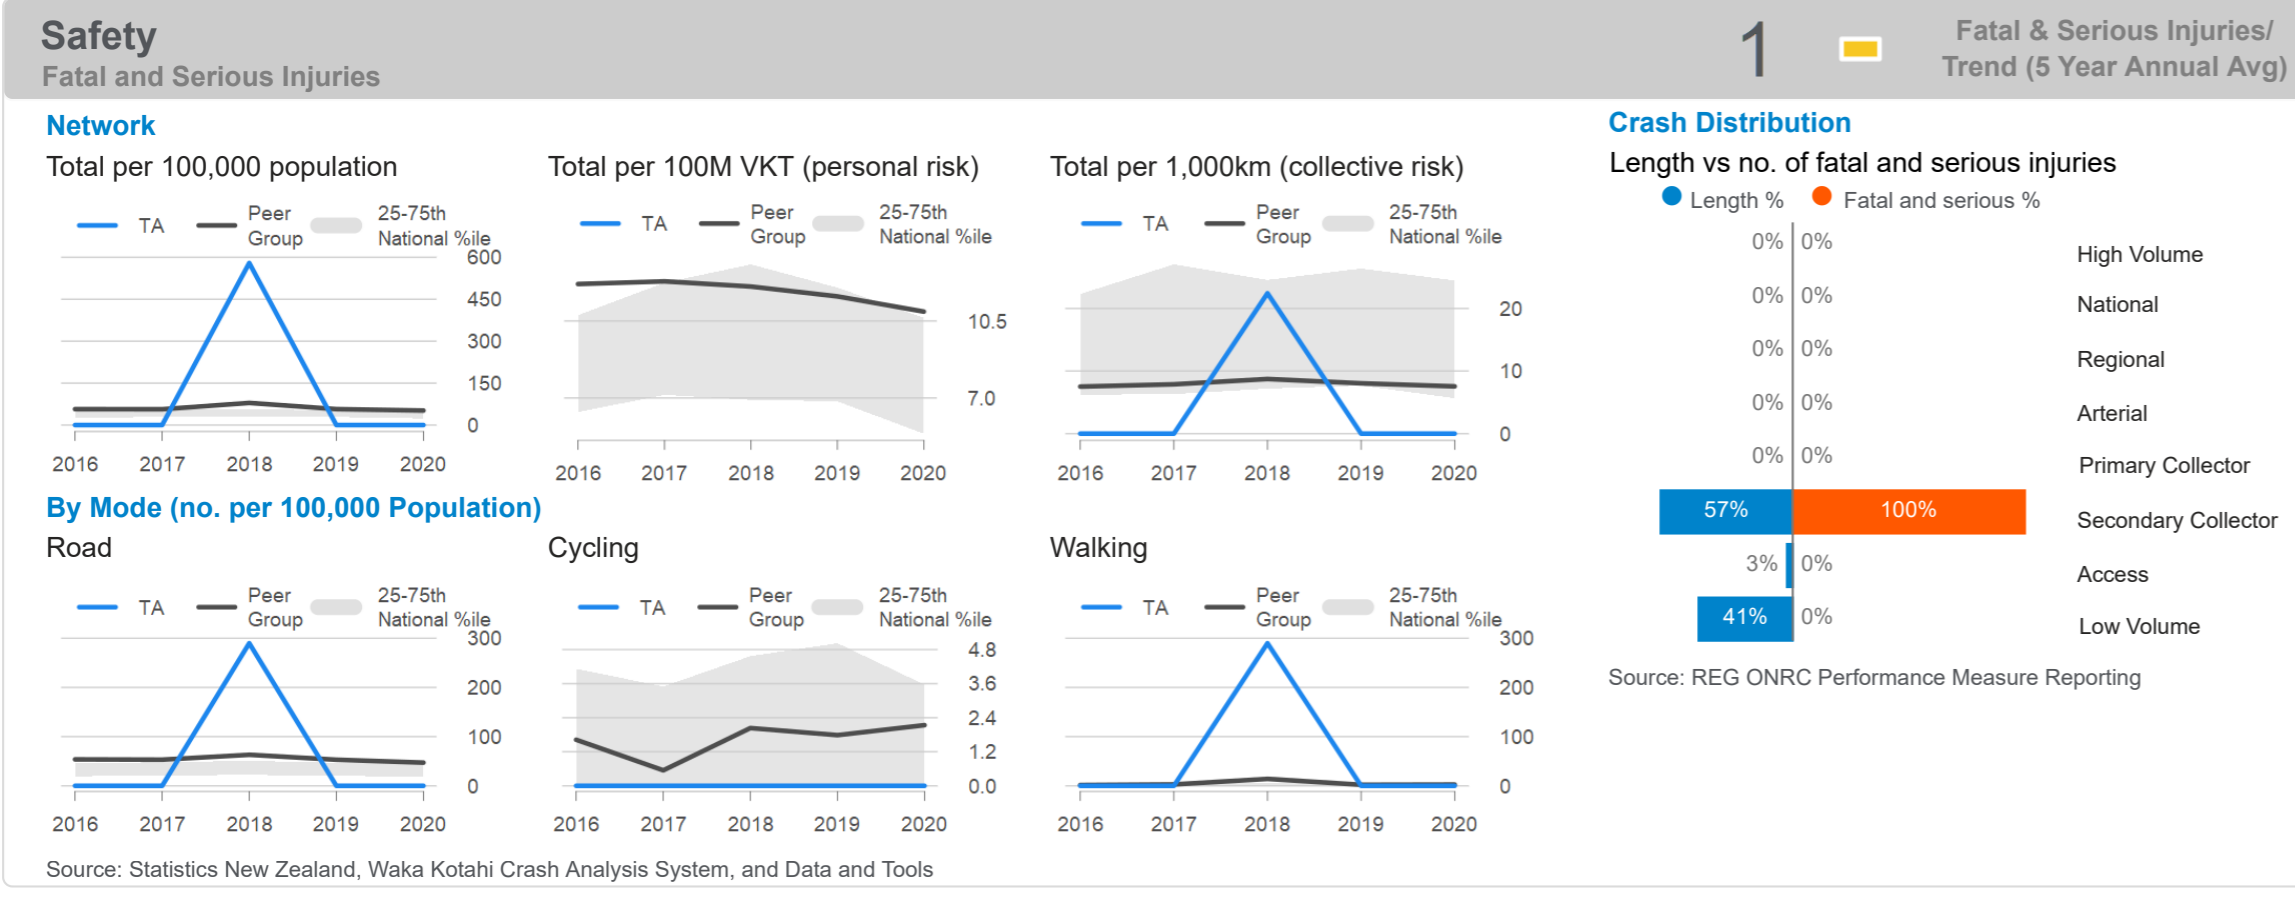 Safety
Fatal and Serious Injuries
1
Fatal & Serious Injuries/
Trend (5 Year Annual Avg)
Network
Total per 100,000 population
TA
Peer
Group
25-75th
National %ile
600
450
300
150
0
2016 2017 2018 2019 2020
Total per 100M VKT (personal risk)
TA
Peer
Group
25-75th
National %ile
10.5
7.0
2016 2017 2018 2019 2020
Total per 1,000km (collective risk)
TA
Peer
Group
25-75th
National %ile
20
10
0
2016 2017 2018 2019 2020
By Mode (no. per 100,000 Population)
Road
TA
Peer
Group
25-75th
National %ile
300
200
100
0
2016 2017 2018 2019 2020
Cycling
TA
Peer
Group
25-75th
National %ile
4.8
3.6
2.4
1.2
0.0
2016 2017 2018 2019 2020
Walking
TA
Peer
Group
25-75th
National %ile
300
200
100
0
2016 2017 2018 2019 2020
Source: Statistics New Zealand, Waka Kotahi Crash Analysis System, and Data and Tools
Crash Distribution
Length vs no. of fatal and serious injuries
Length % Fatal and serious %
0% 0% High Volume
0% 0% National
0% 0% Regional
0% 0% Arterial
0% 0% Primary Collector
57% 100% Secondary Collector
3% 0% Access
41% 0% Low Volume
Source: REG ONRC Performance Measure Reporting